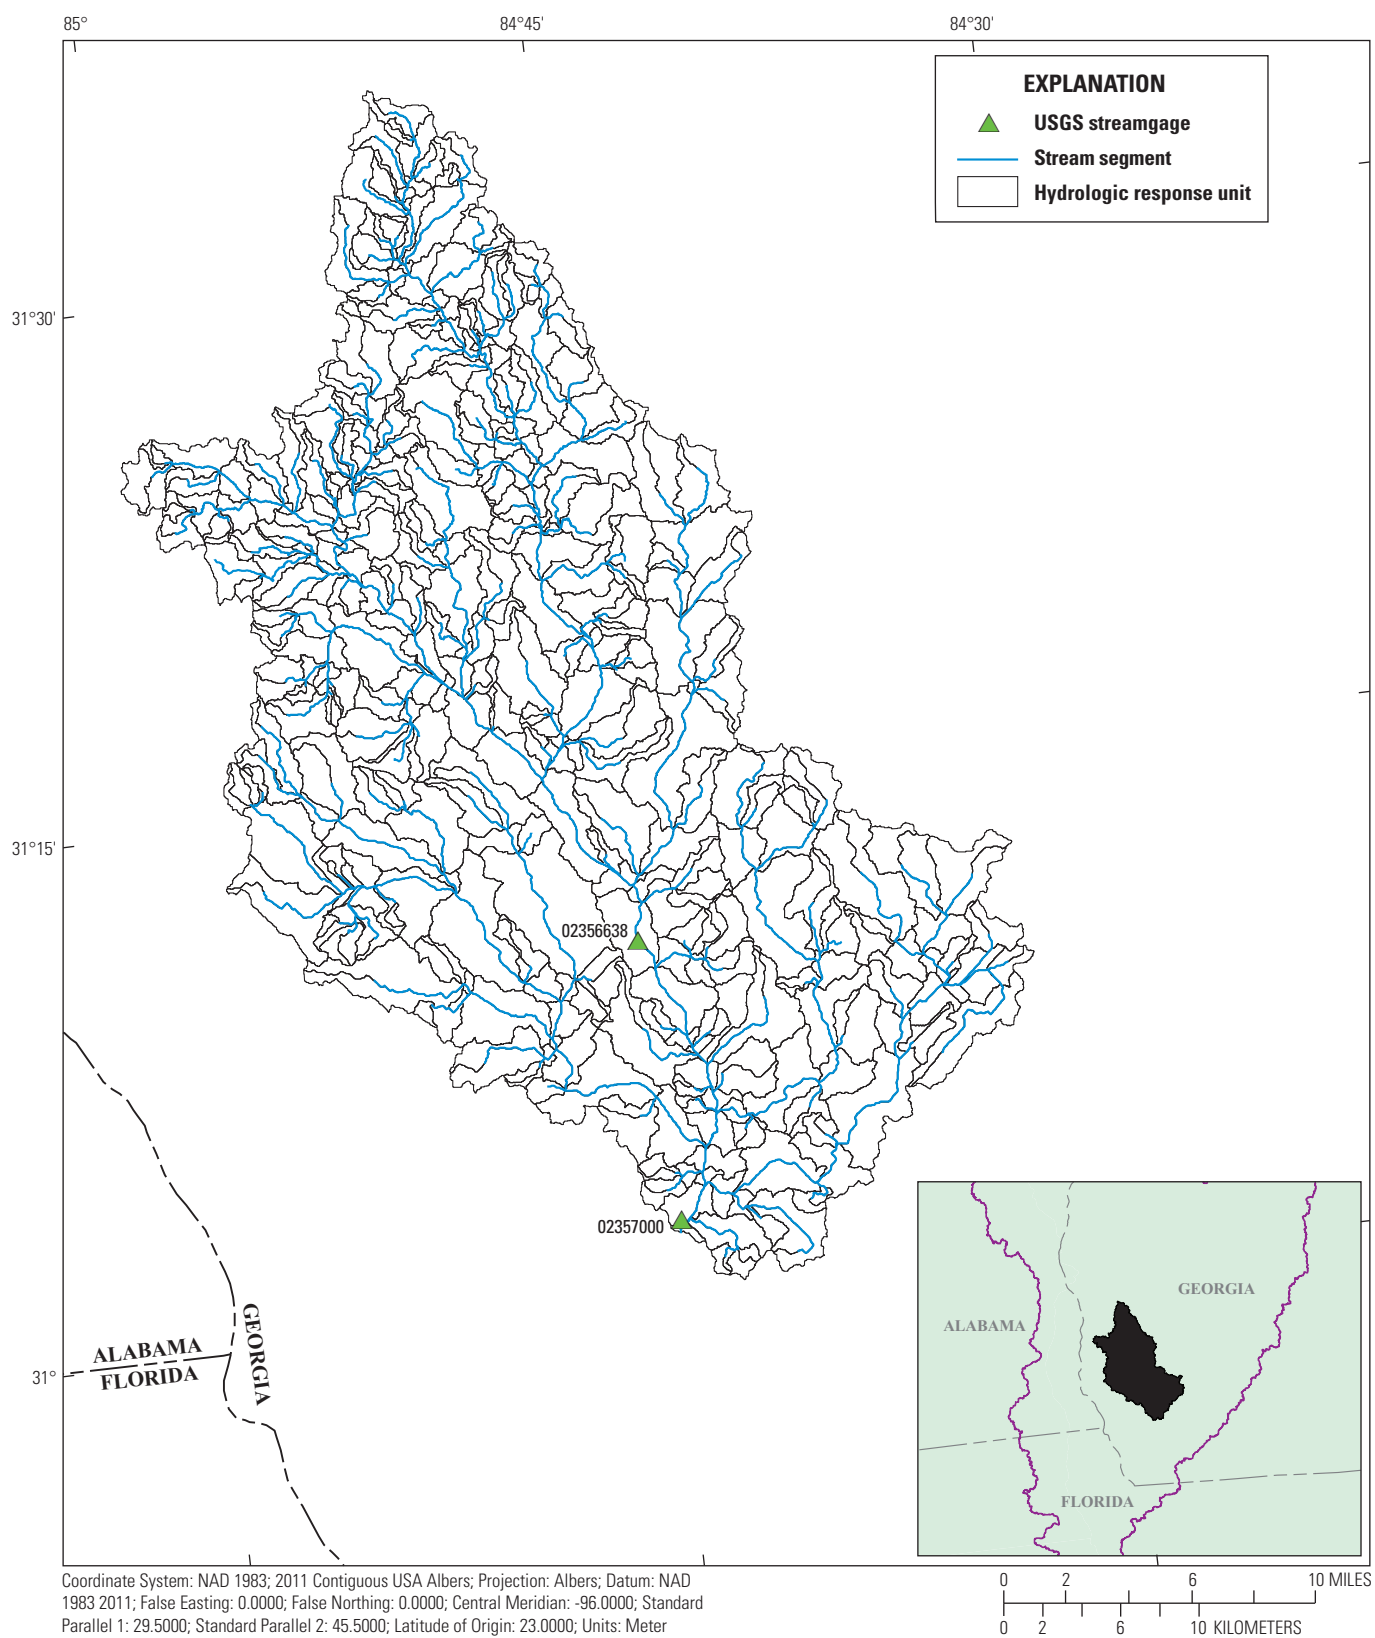 85°
84°45'
84°30'
EXPLANATION
USGS streamgage
Stream segment
Hydrologic response unit
31°30'
31°15'
02356638
02357000
GEORGIA
ALABAMA
FLORIDA
31°
GEORGIA
ALABAMA
FLORIDA
Coordinate System: NAD 1983; 2011 Contiguous USA Albers; Projection: Albers; Datum: NAD
1983 2011; False Easting: 0.0000; False Northing: 0.0000; Central Meridian: -96.0000; Standard
Parallel 1: 29.5000; Standard Parallel 2: 45.5000; Latitude of Origin: 23.0000; Units: Meter
0 2 6 10 MILES
0 2 6 10 KILOMETERS